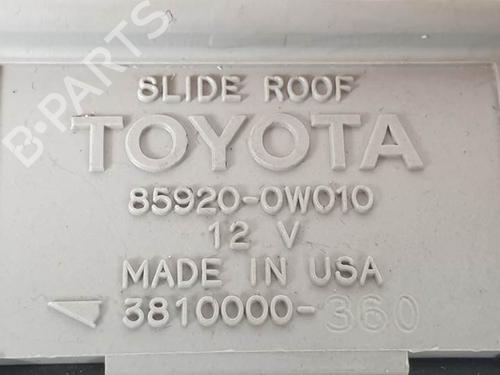 B-PARTS
SLIDE ROOF
TOYOTA
85920-0W010
12 V
MADE IN USA
3810000-360